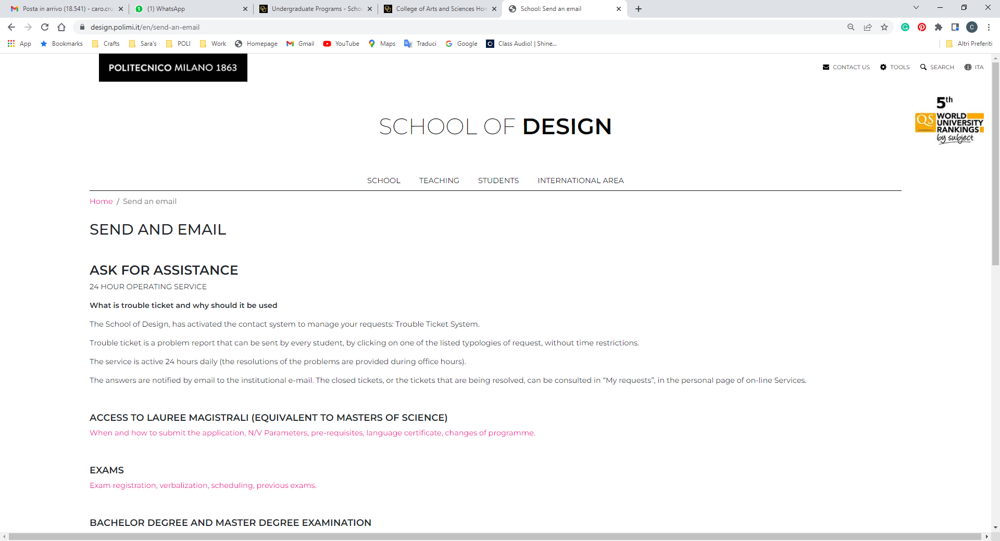 Posta in arrivo (18.541) - caro.cru
(1) WhatsApp
Undergraduate Programs - Schoo
College of Arts and Sciences Hom
School: Send an email
design.polimi.it/en/send-an-email
C
App
Bookmarks
Crafts
Sara's
POLI
Work
Homepage
Gmail
YouTube
Maps
Traduci
Google
Class Audio! | Shine...
Altri Preferiti
POLITECNICO MILANO 1863
CONTACT US
TOOLS
SEARCH
ITA
5th
QS WORLD
UNIVERSITY
RANKINGS
by subject
SCHOOL OF DESIGN
SCHOOL
TEACHING
STUDENTS
INTERNATIONAL AREA
Home / Send an email
SEND AND EMAIL
ASK FOR ASSISTANCE
24 HOUR OPERATING SERVICE
What is trouble ticket and why should it be used
The School of Design, has activated the contact system to manage your requests: Trouble Ticket System.
Trouble ticket is a problem report that can be sent by every student, by clicking on one of the listed typologies of request, without time restrictions.
The service is active 24 hours daily (the resolutions of the problems are provided during office hours).
The answers are notified by email to the institutional e-mail. The closed tickets, or the tickets that are being resolved, can be consulted in “My requests”, in the personal page of on-line Services.
ACCESS TO LAUREE MAGISTRALI (EQUIVALENT TO MASTERS OF SCIENCE)
When and how to submit the application, N/V Parameters, pre-requisites, language certificate, changes of programme.
EXAMS
Exam registration, verbalization, scheduling, previous exams.
BACHELOR DEGREE AND MASTER DEGREE EXAMINATION